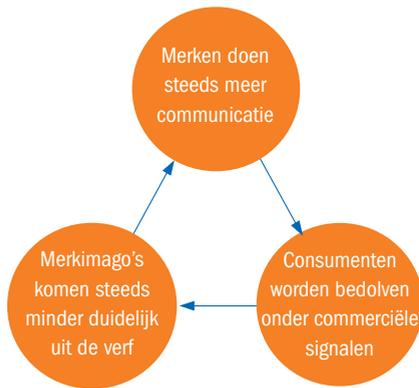 Merken doen
steeds meer
communicatie
Consumenten
worden bedolven
onder commerciële
signalen
Merkimago's
komen steeds
minder duidelijk
uit de verf